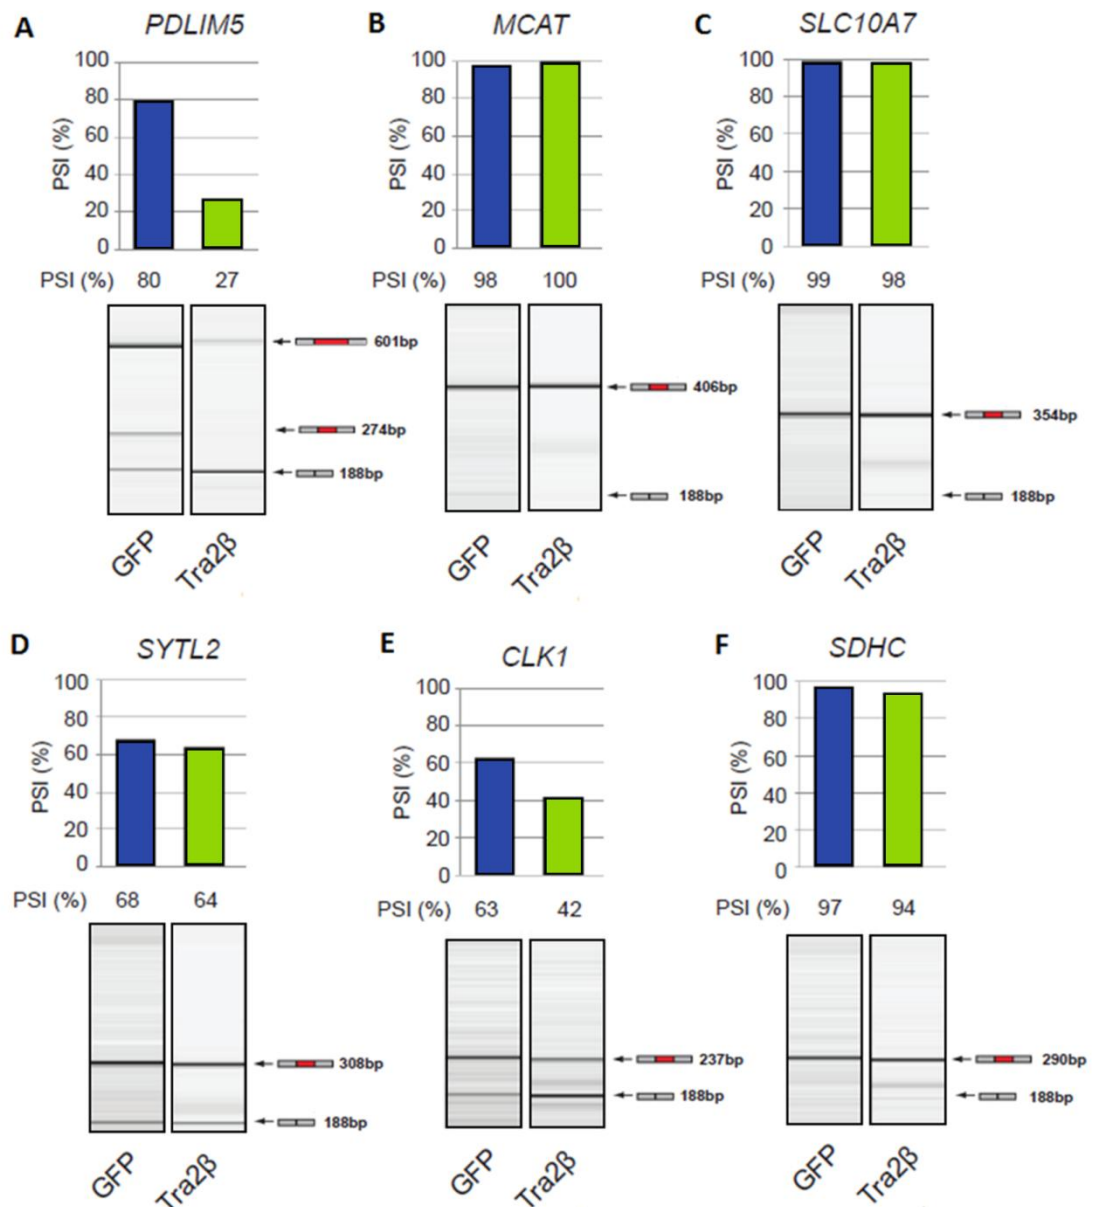 A PDLIM5
100
80
60
40
20
0
PSI (%)
PSI (%) 80 27
601bp
274bp
188bp
GFP Tra2β
B MCAT
100
80
60
40
20
0
PSI (%)
PSI (%) 98 100
406bp
188bp
GFP Tra2β
C SLC10A7
100
80
60
40
20
0
PSI (%)
PSI (%) 99 98
354bp
188bp
GFP Tra2β
D SYTL2
100
80
60
40
20
0
PSI (%)
PSI (%) 68 64
308bp
188bp
GFP Tra2β
E CLK1
100
80
60
40
20
0
PSI (%)
PSI (%) 63 42
237bp
188bp
GFP Tra2β
F SDHC
100
80
60
40
20
0
PSI (%)
PSI (%) 97 94
290bp
188bp
GFP Tra2β